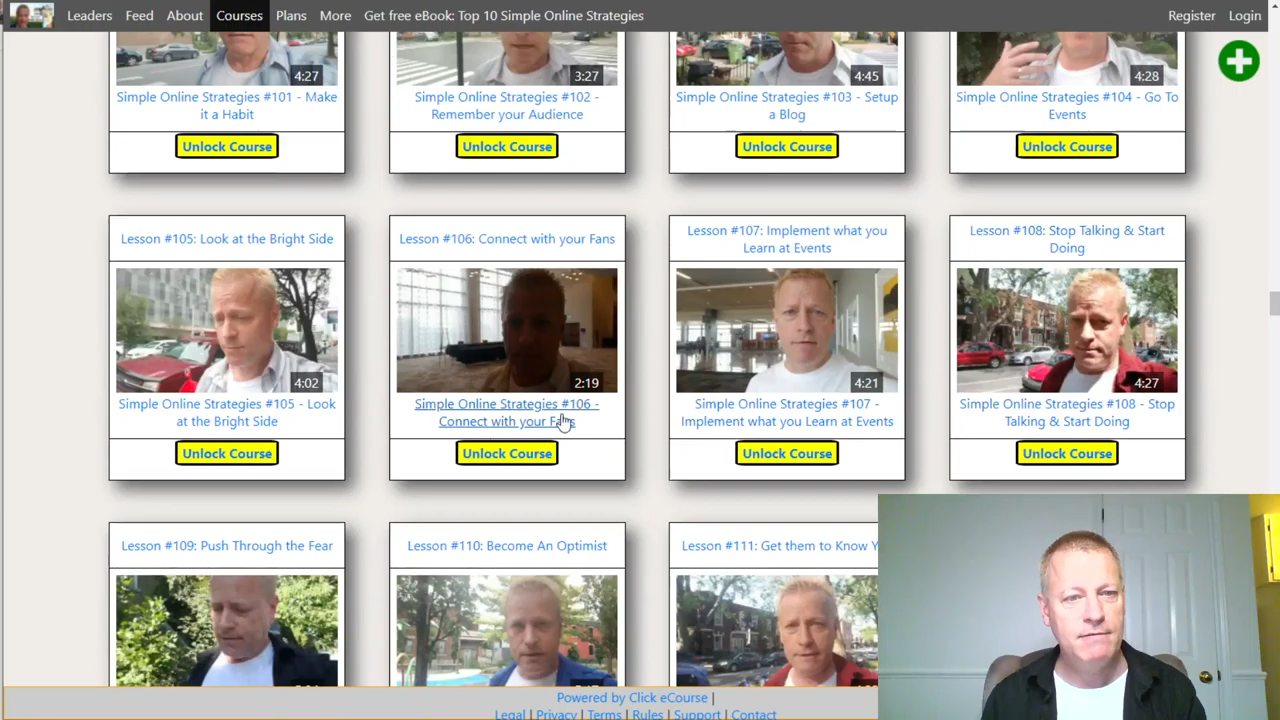 Leaders Feed About Courses Plans More Get free eBook: Top 10 Simple Online Strategies Register Login
4:27
3:27
4:45
4:28
Simple Online Strategies #101 - Make
it a Habit
Simple Online Strategies #102 -
Remember your Audience
Simple Online Strategies #103 - Setup
a Blog
Simple Online Strategies #104 - Go To
Events
Unlock Course
Unlock Course
Unlock Course
Unlock Course
Lesson #105: Look at the Bright Side
Lesson #106: Connect with your Fans
Lesson #107: Implement what you
Learn at Events
Lesson #108: Stop Talking & Start
Doing
4:02
2:19
4:21
4:27
Simple Online Strategies #105 - Look
at the Bright Side
Simple Online Strategies #106 -
Connect with your Fans
Simple Online Strategies #107 -
Implement what you Learn at Events
Simple Online Strategies #108 - Stop
Talking & Start Doing
Unlock Course
Unlock Course
Unlock Course
Unlock Course
Lesson #109: Push Through the Fear
Lesson #110: Become An Optimist
Lesson #111: Get them to Know
Powered by Click eCourse |
Legal | Privacy | Terms | Rules | Support | Contact